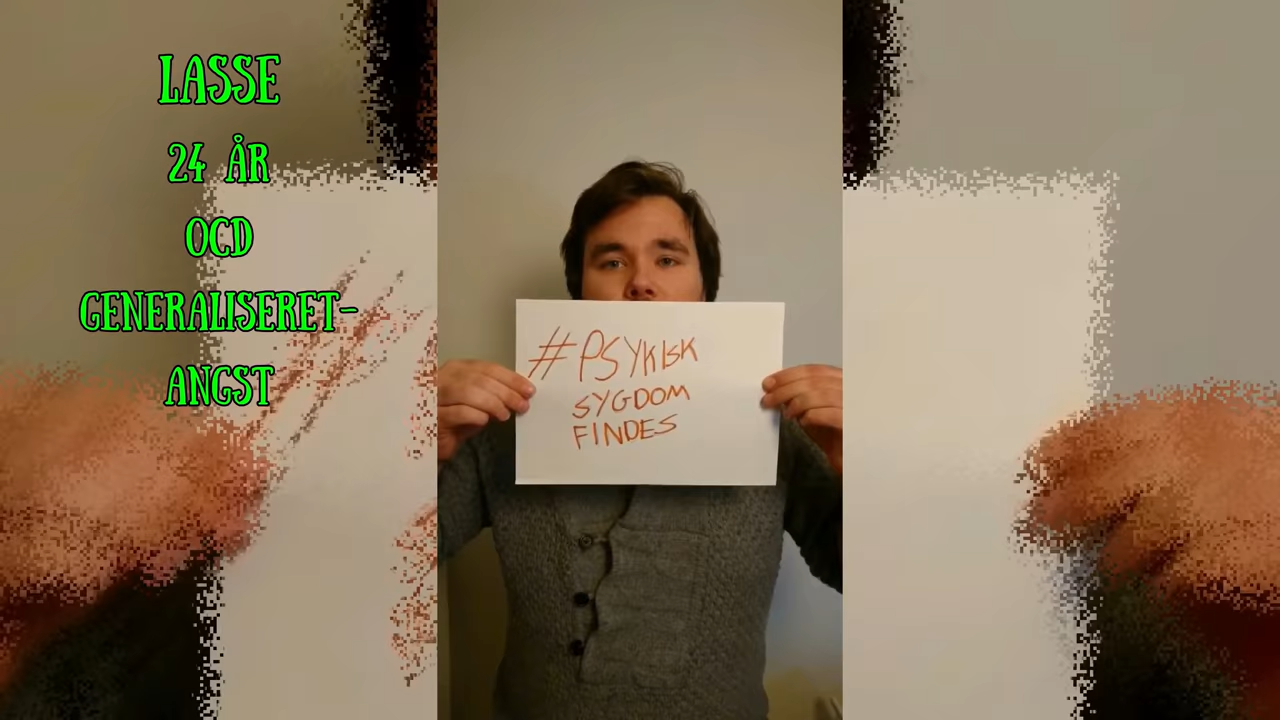 LASSE
24 ÅR
OCD
GENERALISERET-
ANGST
#PSYKISK
SYGDOM
FINDES